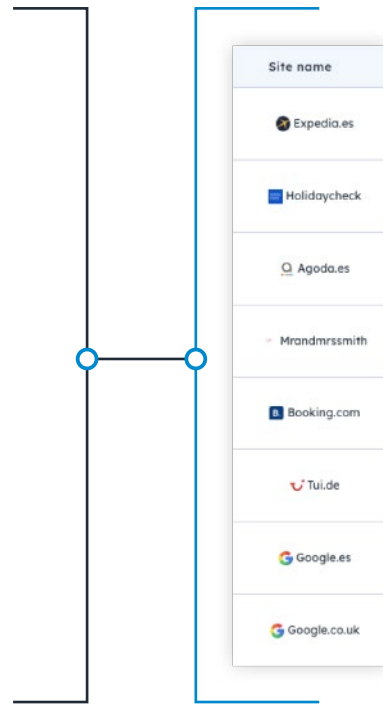 Site name
Expedia.es
Holidaycheck
Agoda.es
Mrandmrssmith
B. Booking.com
Tui.de
Google.es
Google.co.uk